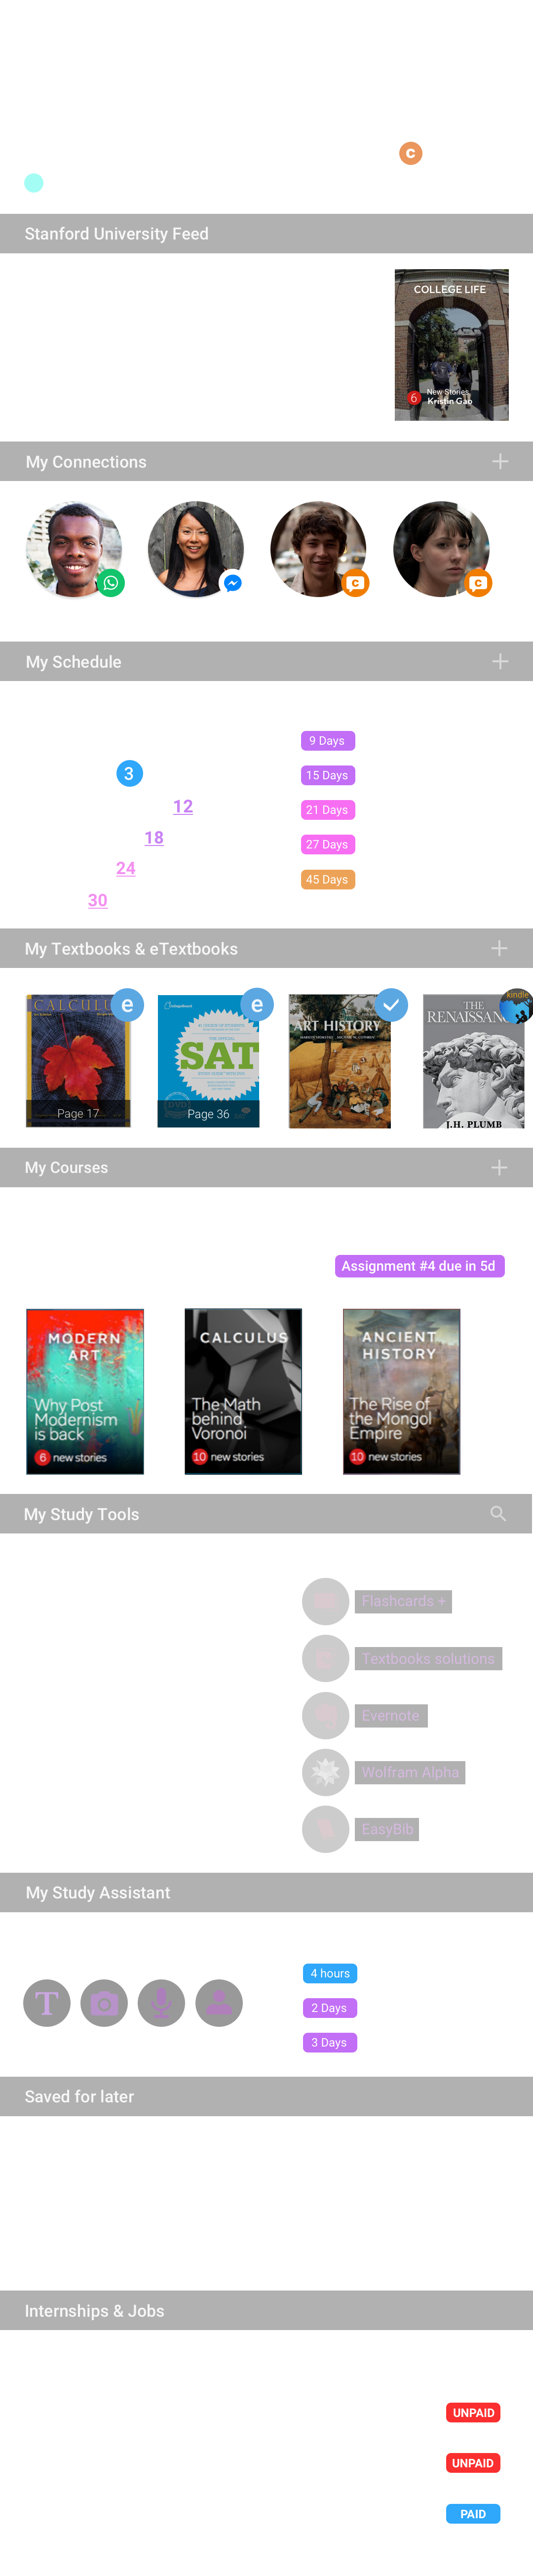 C
Stanford University Feed
COLLEGE LIFE
6
New Stories
Kristin Gao
My Connections
C
C
My Schedule
9 Days
15 Days
3
12
21 Days
18
27 Days
24
45 Days
30
My Textbooks & eTextbooks
CALCULU
e
Page 17
CollegeBoard
e
SAT
Page 36
ART HISTORY
kindle
THE
RENAISSANC
J.H. PLUMB
My Courses
Assignment #4 due in 5d
MODERN
ART
Why Post
Modernism
is back
6 new stories
CALCULUS
The Math
behind
Voronoi
10 new stories
ANCIENT
HISTORY
The Rise of
the Mongol
Empire
10 new stories
My Study Tools
Flashcards +
Textbooks solutions
Evernote
Wolfram Alpha
EasyBib
My Study Assistant
4 hours
T
2 Days
3 Days
Saved for later
Internships & Jobs
UNPAID
UNPAID
PAID